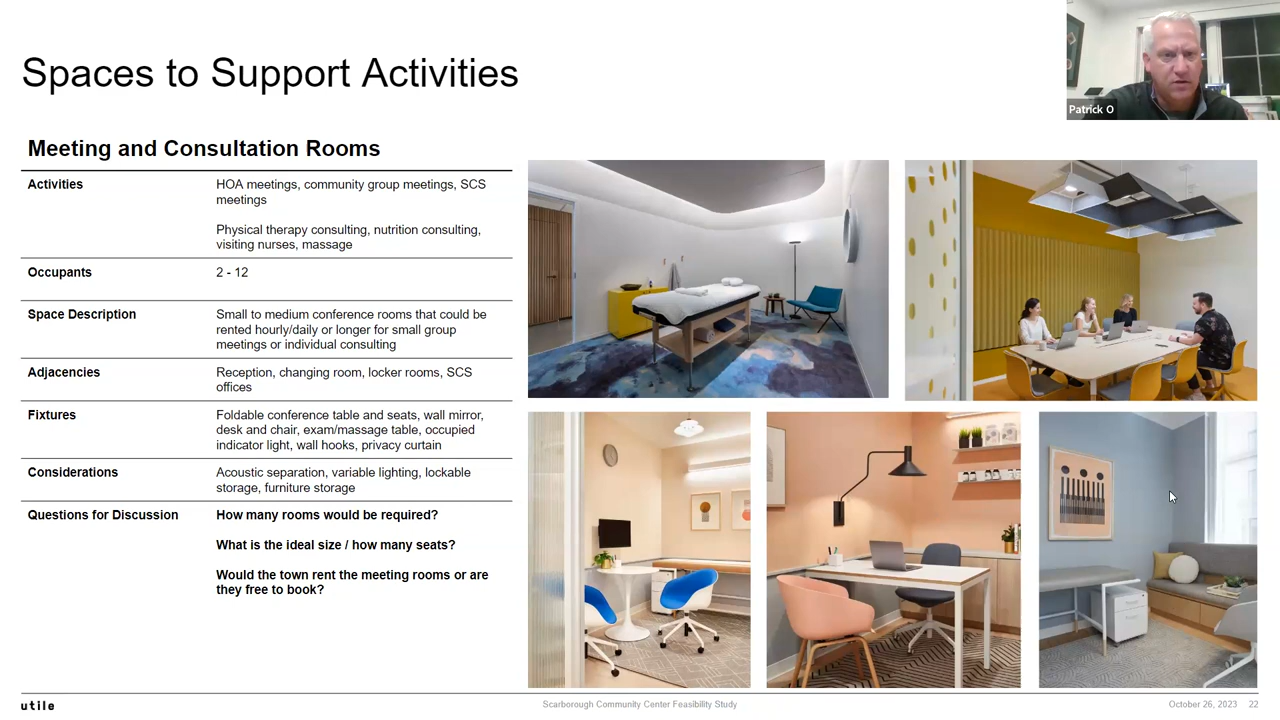 Patrick O
Spaces to Support Activities
Meeting and Consultation Rooms
Activities
HOA meetings, community group meetings, SCS
meetings
Physical therapy consulting, nutrition consulting,
visiting nurses, massage
Occupants
2 - 12
Space Description
Small to medium conference rooms that could be
rented hourly/daily or longer for small group
meetings or individual consulting
Adjacencies
Reception, changing room, locker rooms, SCS
offices
Fixtures
Foldable conference table and seats, wall mirror,
desk and chair, exam/massage table, occupied
indicator light, wall hooks, privacy curtain
Considerations
Acoustic separation, variable lighting, lockable
storage, furniture storage
Questions for Discussion
How many rooms would be required?
What is the ideal size / how many seats?
Would the town rent the meeting rooms or are
they free to book?
utile
Scarborough Community Center Feasibility Study
October 26, 2023 22